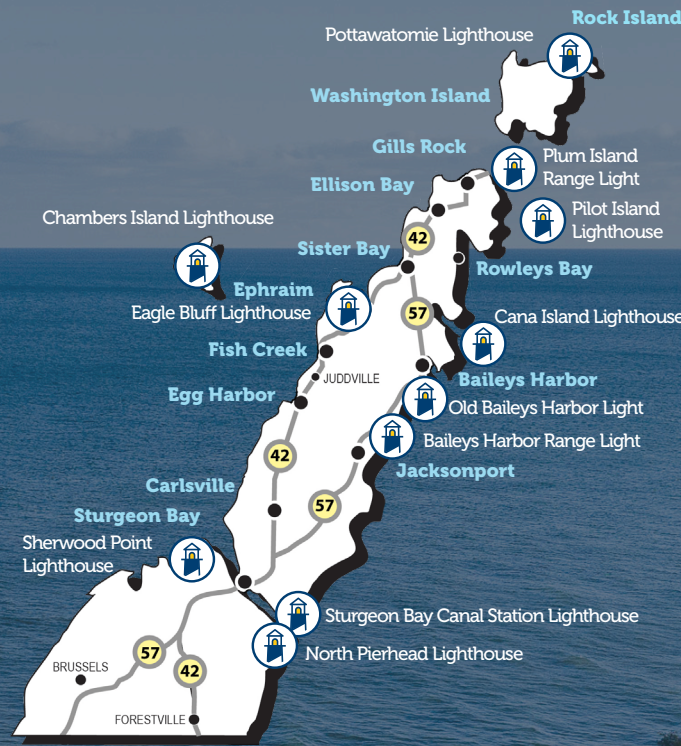 Rock Island
Pottawatomie Lighthouse
Washington Island
Gills Rock
Plum Island
Range Light
Ellison Bay
Pilot Island
Lighthouse
Chambers Island Lighthouse
42
Sister Bay
Rowleys Bay
Ephraim
Eagle Bluff Lighthouse
57
Cana Island Lighthouse
Fish Creek
JUDDVILLE
Baileys Harbor
Egg Harbor
Old Baileys Harbor Light
Baileys Harbor Range Light
42
Jacksonport
Carlsville
57
Sturgeon Bay
Sherwood Point
Lighthouse
Sturgeon Bay Canal Station Lighthouse
North Pierhead Lighthouse
57
42
BRUSSELS
FORESTVILLE